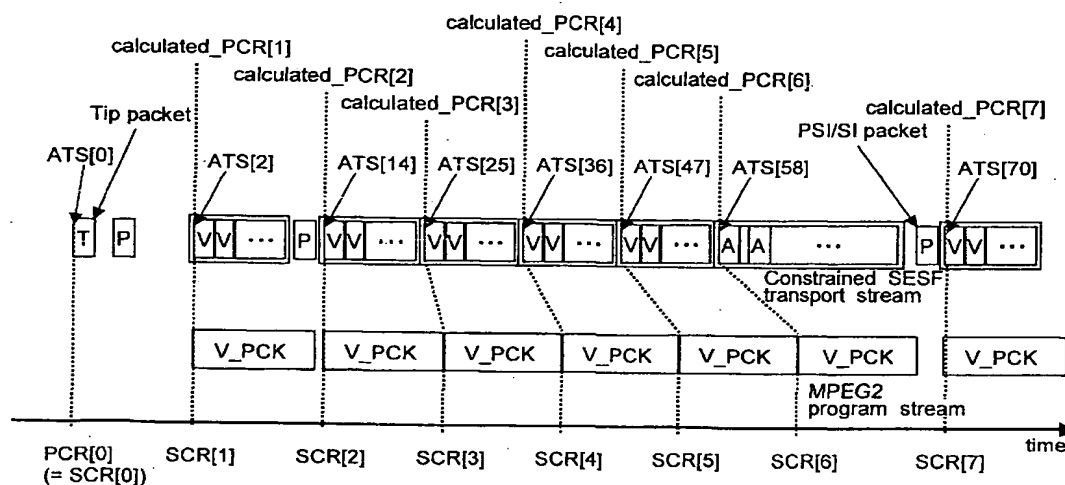 calculated_PCR[4]
calculated_PCR[1]
calculated_PCR[5]
calculated_PCR[2]
calculated_PCR[6]
calculated_PCR[3]
calculated_PCR[7]
Tip packet
PSI/SI packet
ATS[0]
ATS[2]
ATS[14]
ATS[25]
ATS[36]
ATS[47]
ATS[58]
ATS[70]
T P V V ... P V V ... V V ... V V ... V V ... A A ... P V V ...
Constrained SESF
transport stream
V_PCK V_PCK V_PCK V_PCK V_PCK V_PCK V_PCK
MPEG2
program stream
time
PCR[0]
(= SCR[0])
SCR[1]
SCR[2]
SCR[3]
SCR[4]
SCR[5]
SCR[6]
SCR[7]